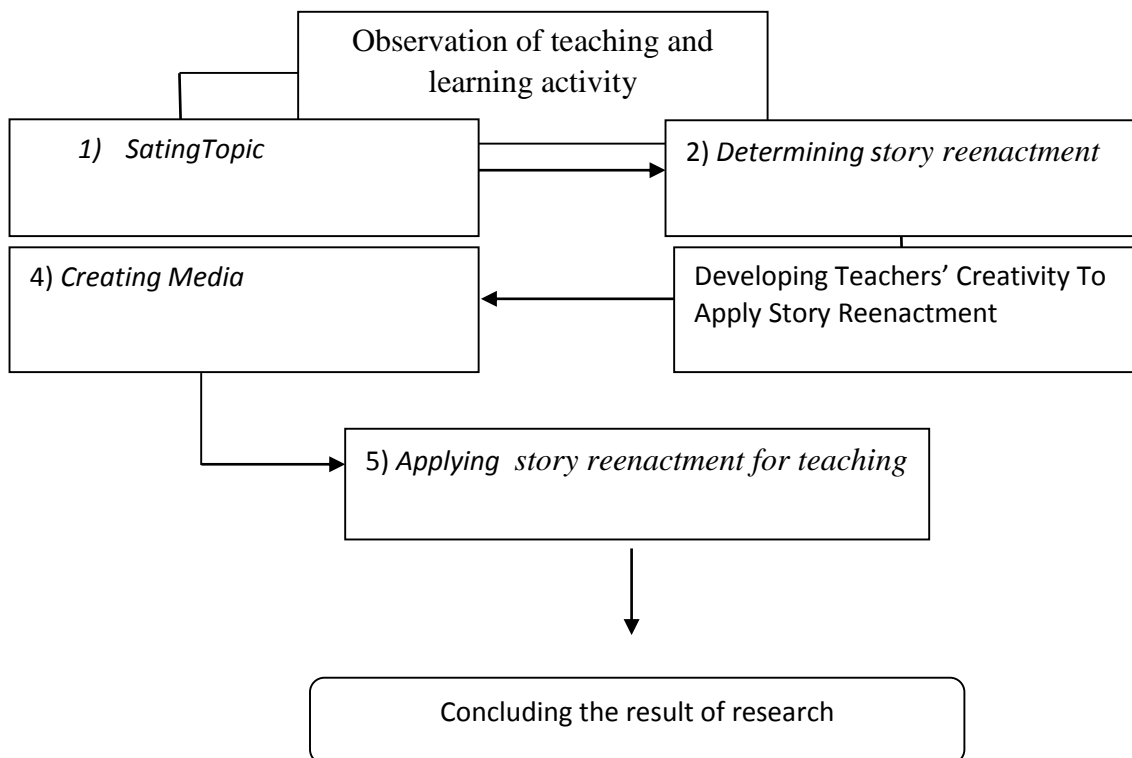 Observation of teaching and
learning activity
1) SatingTopic
2) Determining story reenactment
4) Creating Media
Developing Teachers’ Creativity To
Apply Story Reenactment
5) Applying story reenactment for teaching
Concluding the result of research